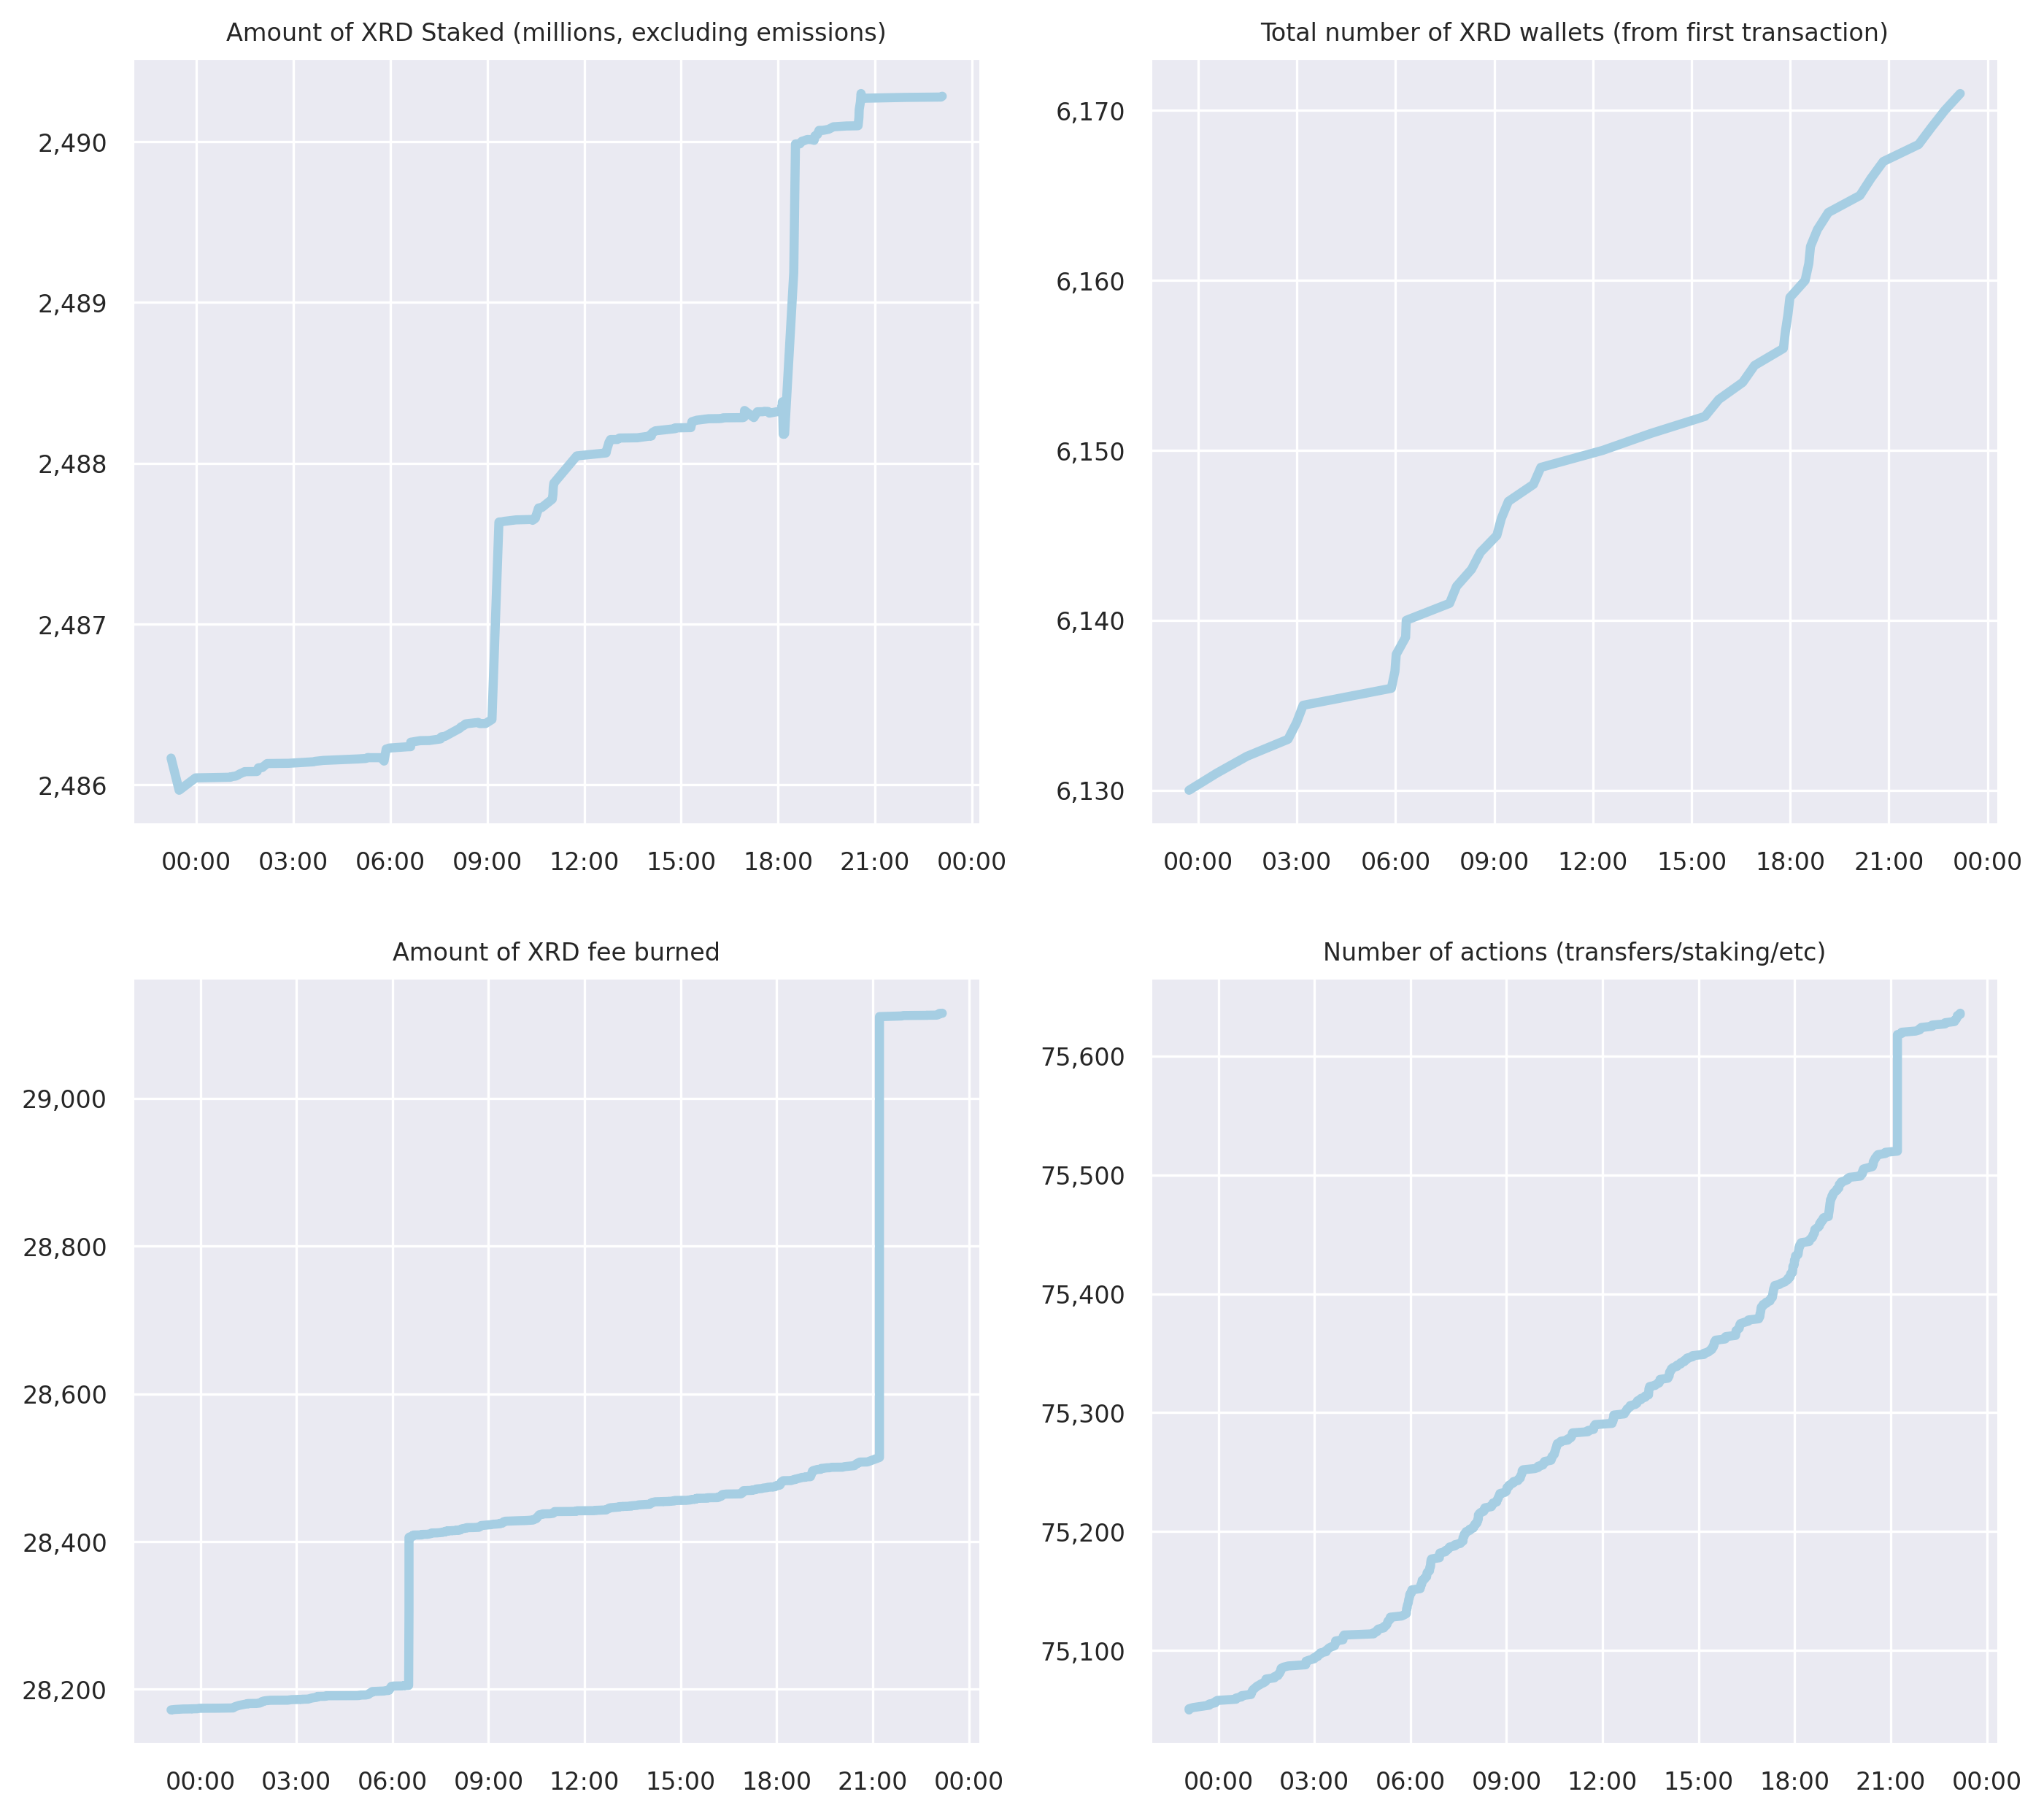 Amount of XRD Staked (millions, excluding emissions)
2,490
2,489
2,488
2,487
2,486
00:00 03:00 06:00 09:00 12:00 15:00 18:00 21:00 00:00
Total number of XRD wallets (from first transaction)
6,170
6,160
6,150
6,140
6,130
00:00 03:00 06:00 09:00 12:00 15:00 18:00 21:00 00:00
Amount of XRD fee burned
29,000
28,800
28,600
28,400
28,200
00:00 03:00 06:00 09:00 12:00 15:00 18:00 21:00 00:00
Number of actions (transfers/staking/etc)
75,600
75,500
75,400
75,300
75,200
75,100
00:00 03:00 06:00 09:00 12:00 15:00 18:00 21:00 00:00